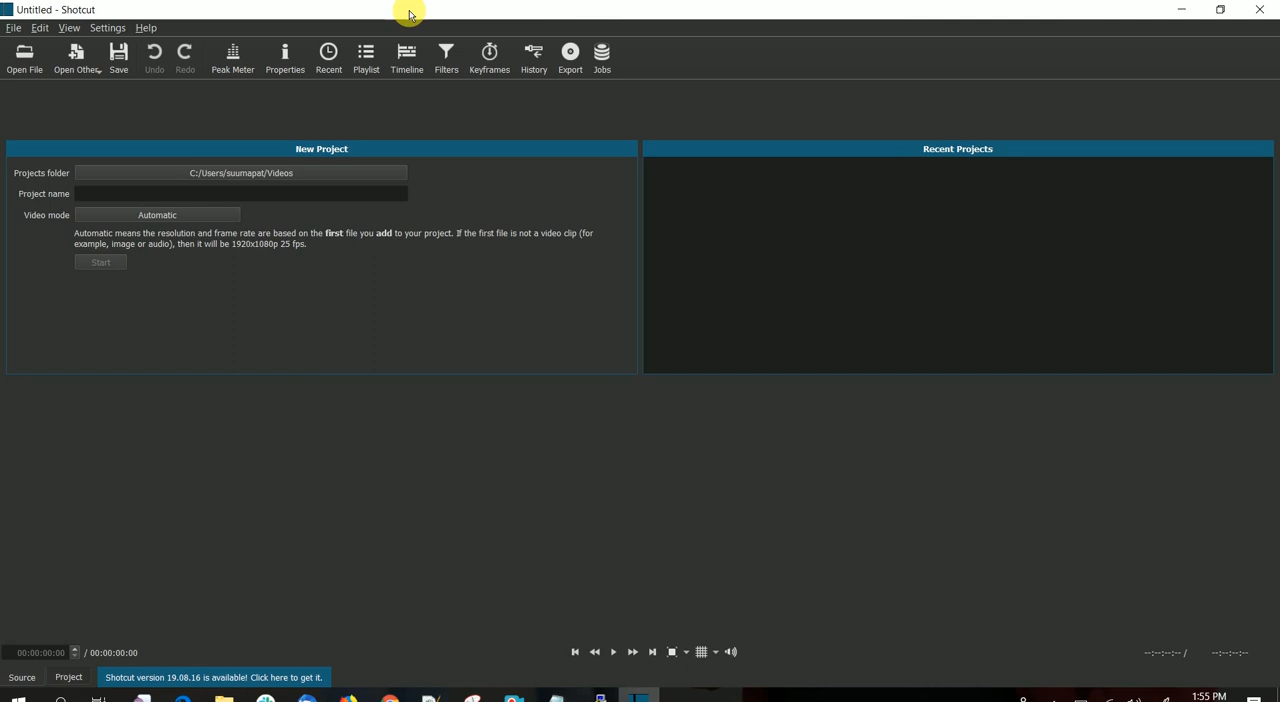 Untitled - Shotcut
File Edit View Settings Help
Open File Open Other Save Undo Redo Peak Meter Properties Recent Playlist Timeline Filters Keyframes History Export Jobs
New Project
Recent Projects
Projects folder C:/Users/suumapat/Videos
Project name
Video mode Automatic
Automatic means the resolution and frame rate are based on the first file you add to your project. If the first file is not a video clip (for
example, image or audio), then it will be 1920x1080p 25 fps.
Start
00:00:00:00 / 00:00:00:00
--:--:--:-- / --:--:--:--
Source Project Shotcut version 19.08.16 is available! Click here to get it.
1:55 PM